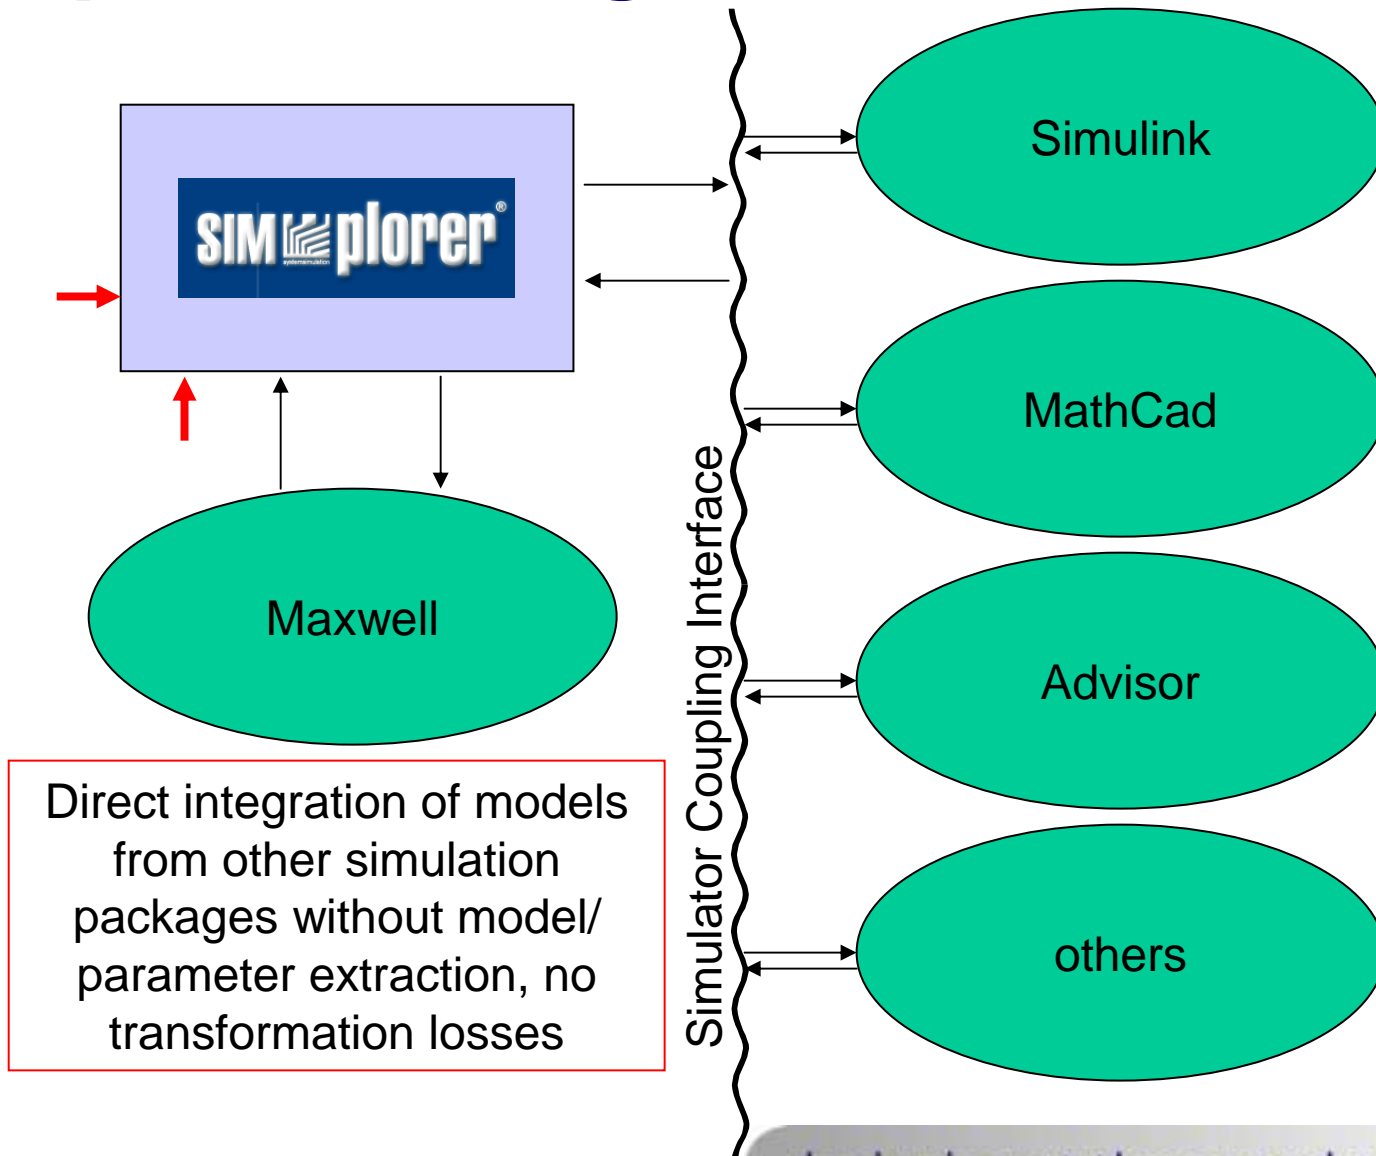 SIMplorer®
systemsimulation
Simulink
MathCad
Maxwell
Advisor
others
Simulator Coupling Interface
Direct integration of models
from other simulation
packages without model/
parameter extraction, no
transformation losses